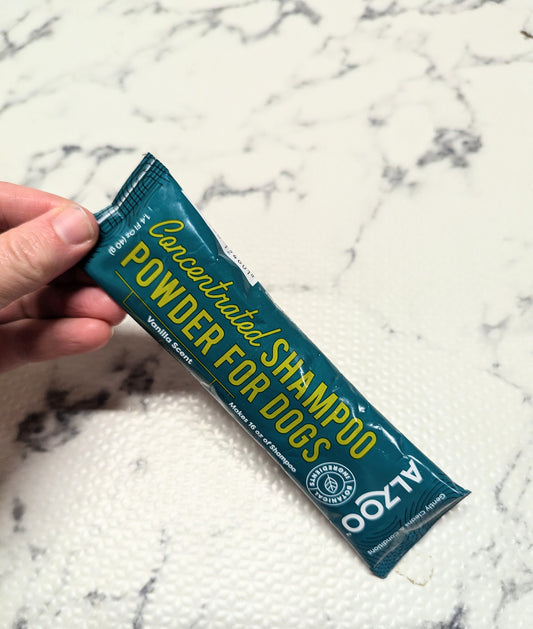 1.4 Fl Oz (40 g)
Concentrated SHAMPOO
POWDER FOR DOGS
Vanilla Scent
Makes 16 oz of Shampoo
BOTANICAL
INGREDIENTS
ALZOO
Gently Cleans & Conditions